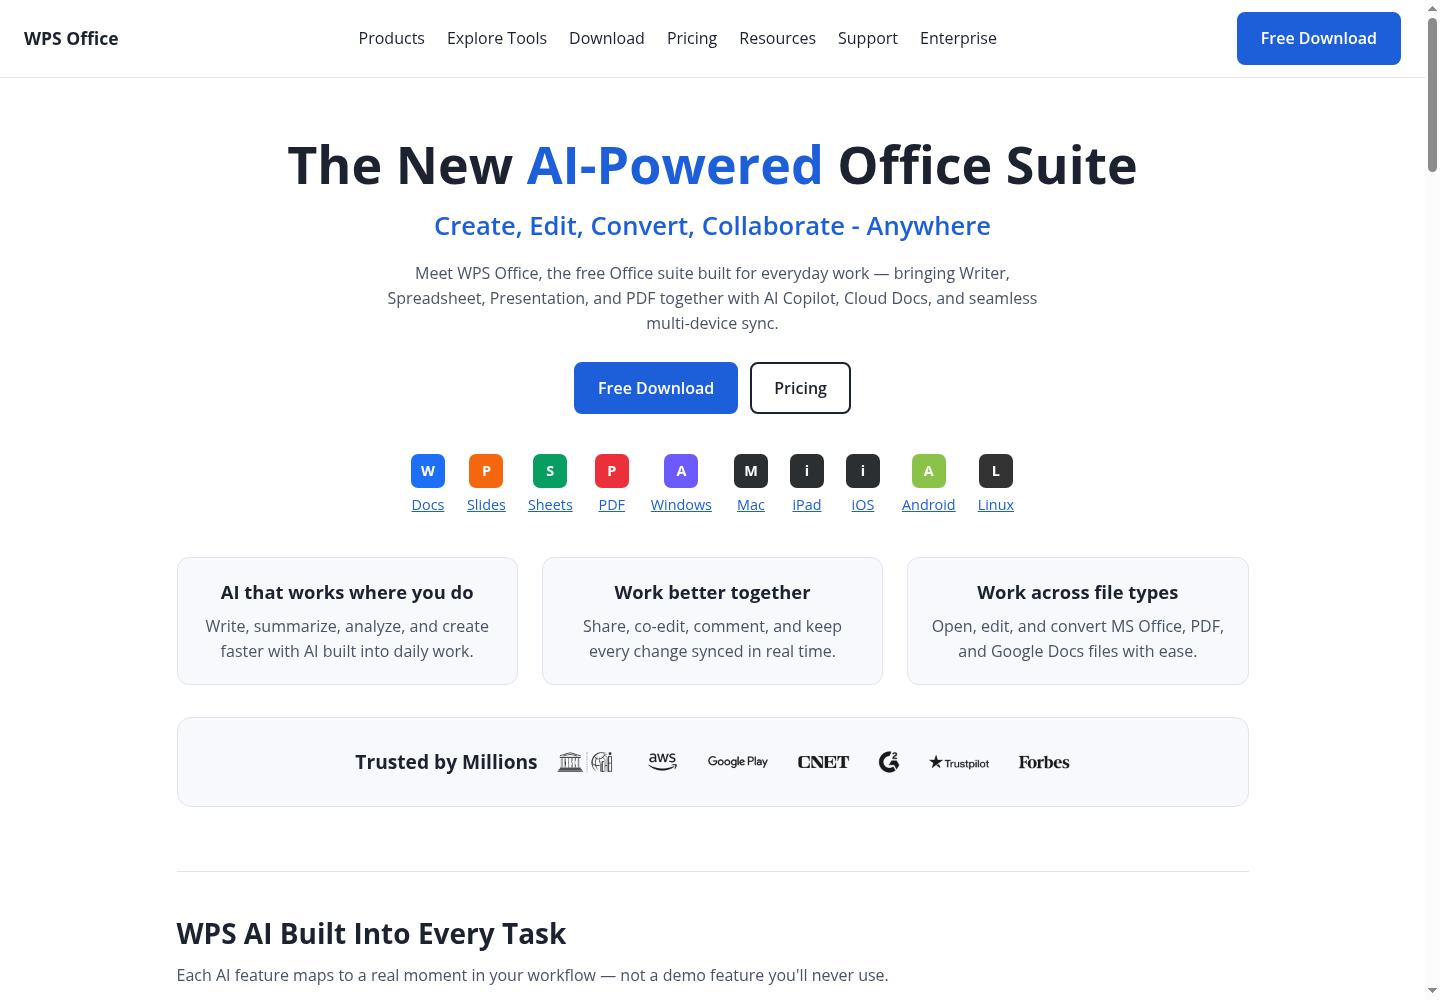 WPS Office
Products Explore Tools Download Pricing Resources Support Enterprise
Free Download
The New AI-Powered Office Suite
Create, Edit, Convert, Collaborate - Anywhere
Meet WPS Office, the free Office suite built for everyday work — bringing Writer,
Spreadsheet, Presentation, and PDF together with AI Copilot, Cloud Docs, and seamless
multi-device sync.
Free Download
Pricing
W P S P A M i i A L
Docs Slides Sheets PDF Windows Mac iPad iOS Android Linux
AI that works where you do
Write, summarize, analyze, and create
faster with AI built into daily work.
Work better together
Share, co-edit, comment, and keep
every change synced in real time.
Work across file types
Open, edit, and convert MS Office, PDF,
and Google Docs files with ease.
Trusted by Millions aws Google Play CNET G2 Trustpilot Forbes
WPS AI Built Into Every Task
Each AI feature maps to a real moment in your workflow — not a demo feature you'll never use.